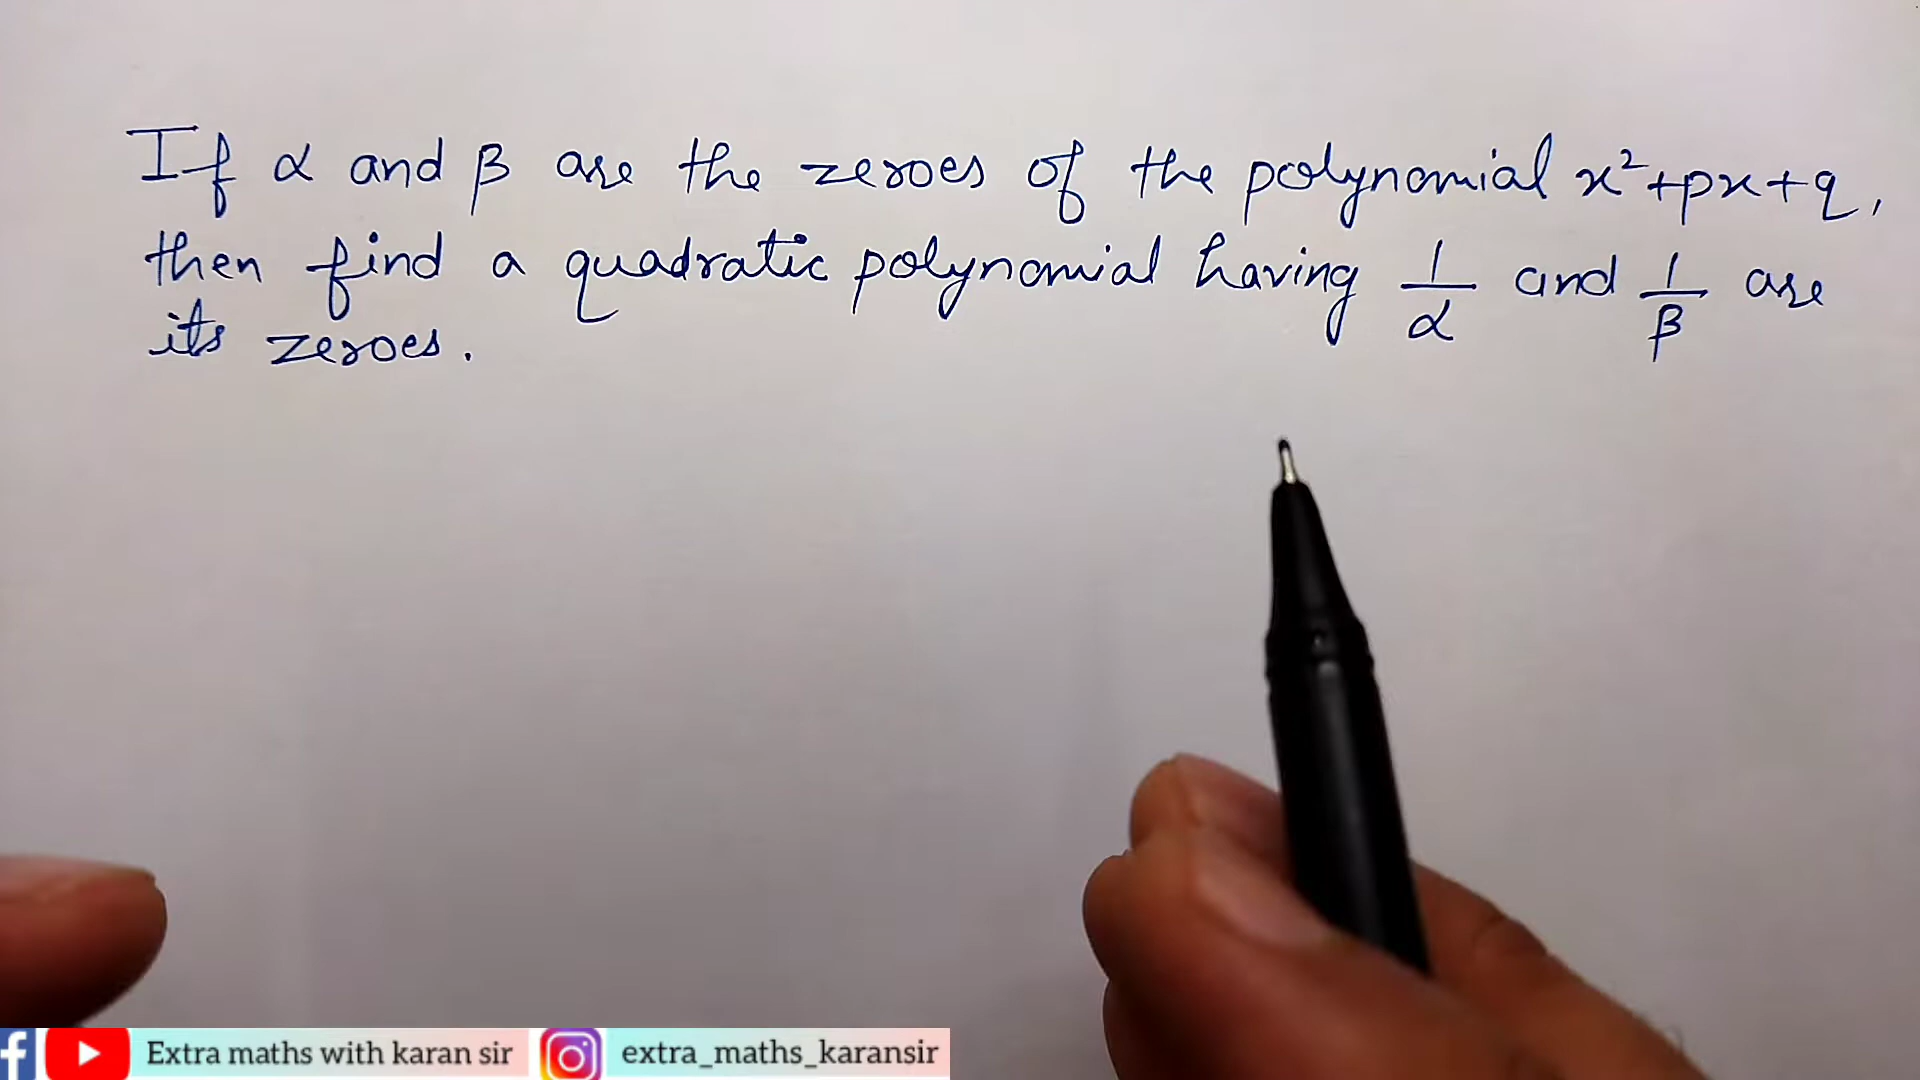 If α and β are the zeroes of the polynomial x²+px+q,
then find a quadratic polynomial having 1/α and 1/β are
its zeroes.
Extra maths with karan sir extra_maths_karansir